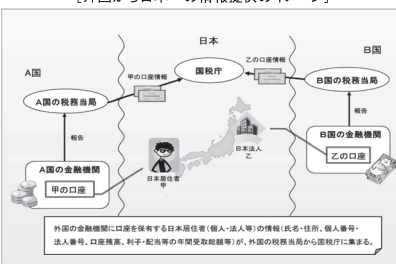 [外国から日本への情報提供のイメージ]
日本
A国
B国
国税庁
甲の口座情報
乙の口座情報
A国の税務当局
B国の税務当局
報告
報告
日本法人
乙
A国の金融機関
甲の口座
日本居住者
甲
B国の金融機関
乙の口座
外国の金融機関に口座を保有する日本居住者(個人・法人等)の情報(氏名・住所、個人番号・
法人番号、口座残高、利子・配当等の年間受取総額等)が、外国の税務当局から国税庁に集まる。